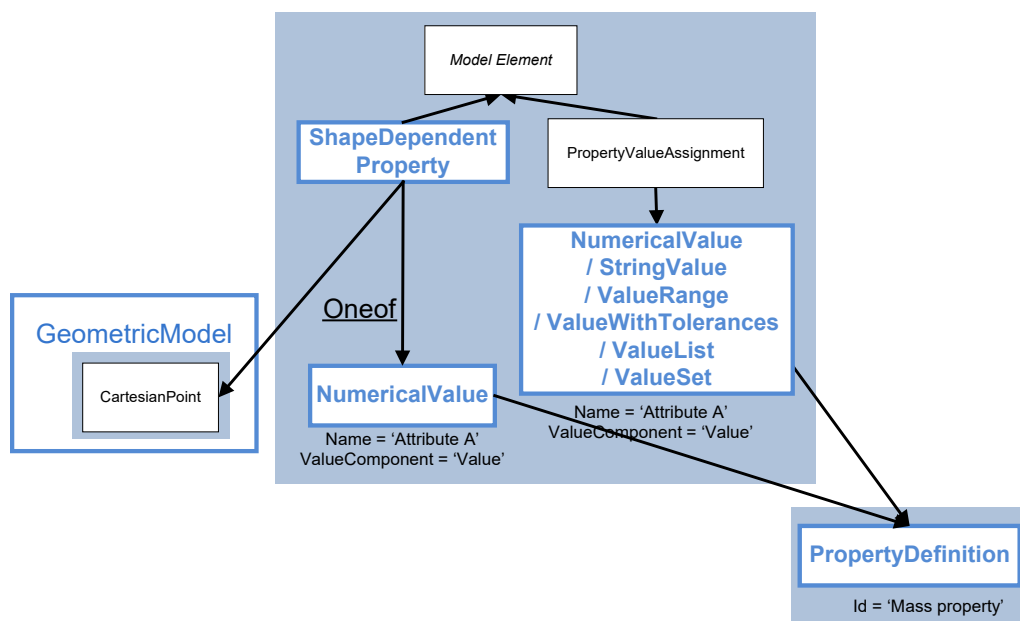 Model Element
ShapeDependent
Property
PropertyValueAssignment
NumericalValue
/ StringValue
/ ValueRange
/ ValueWithTolerances
/ ValueList
/ ValueSet
Oneof
GeometricModel
CartesianPoint
NumericalValue
Name = ‘Attribute A’
ValueComponent = ‘Value’
Name = ‘Attribute A’
ValueComponent = ‘Value’
PropertyDefinition
Id = ‘Mass property’